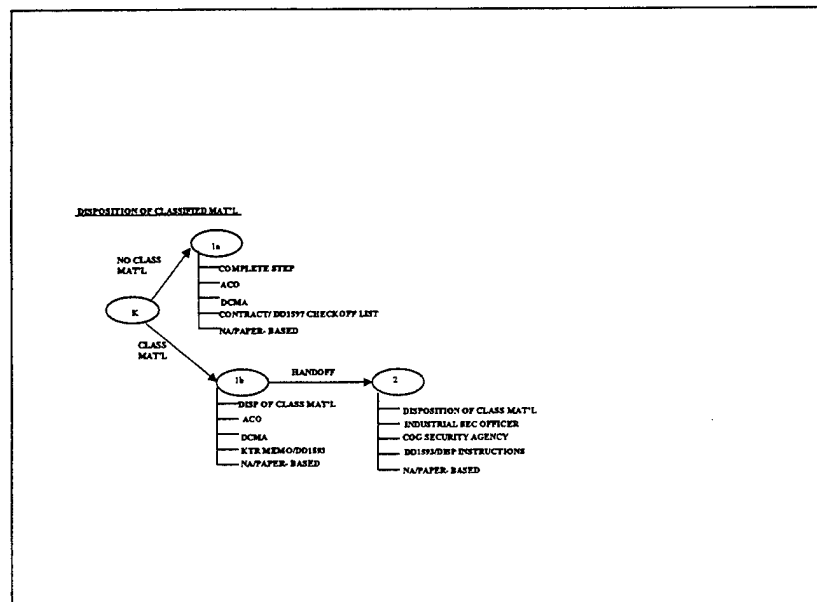 DISPOSITION OF CLASSIFIED MAT'L
1a
NO CLASS
MAT'L
COMPLETE STEP
ACO
DCMA
CONTRACT/ DD1597 CHECKOFF LIST
NA/PAPER- BASED
K
CLASS
MAT'L
1b
HANDOFF
2
DISP OF CLASS MAT'L
ACO
DCMA
KTR MEMO/DD1593
NA/PAPER- BASED
DISPOSITION OF CLASS MAT'L
INDUSTRIAL SEC OFFICER
COG SECURITY AGENCY
DD1593/DISP INSTRUCTIONS
NA/PAPER- BASED